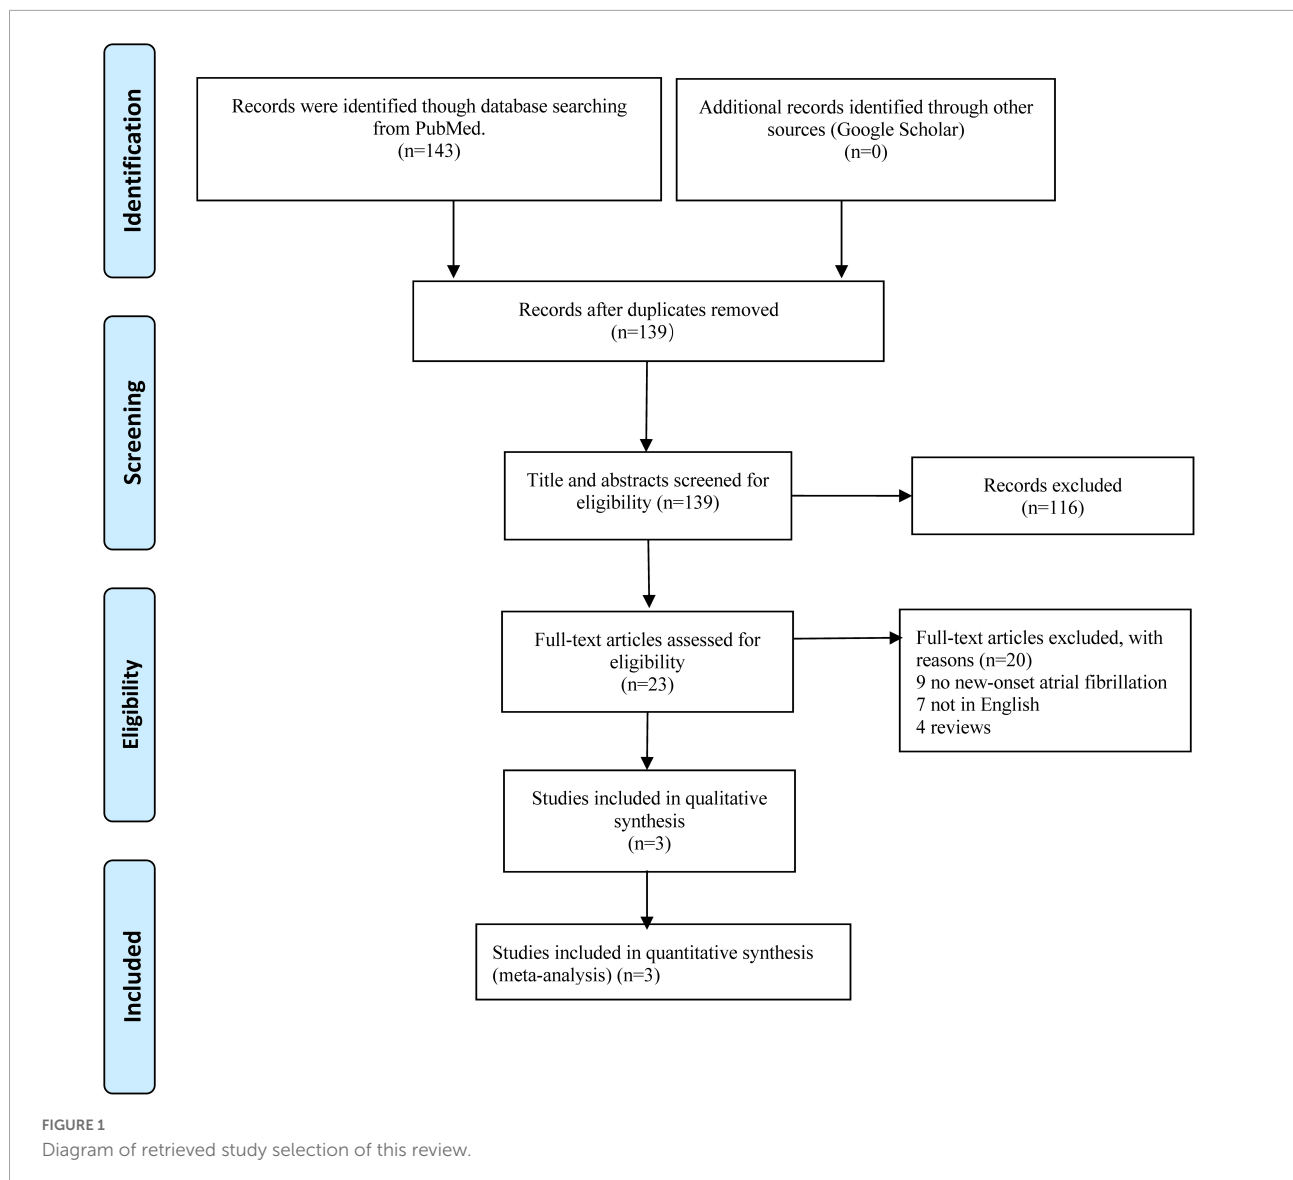 Identification
Records were identified though database searching
from PubMed.
(n=143)
Additional records identified through other
sources (Google Scholar)
(n=0)
Records after duplicates removed
(n=139)
Screening
Title and abstracts screened for
eligibility (n=139)
Records excluded
(n=116)
Eligibility
Full-text articles assessed for
eligibility
(n=23)
Full-text articles excluded, with
reasons (n=20)
9 no new-onset atrial fibrillation
7 not in English
4 reviews
Studies included in qualitative
synthesis
(n=3)
Included
Studies included in quantitative synthesis
(meta-analysis) (n=3)
FIGURE 1
Diagram of retrieved study selection of this review.